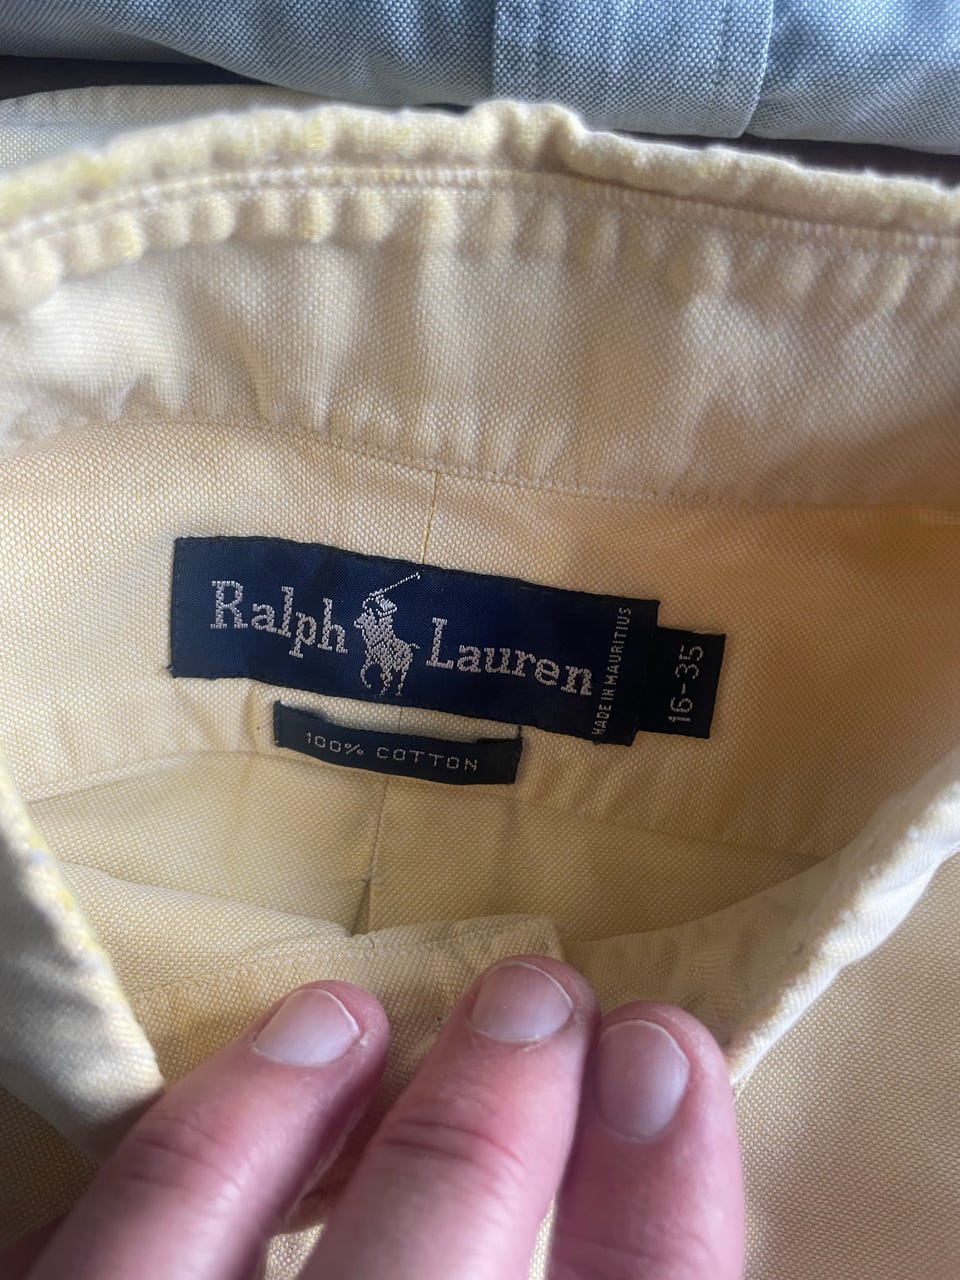 Ralph Lauren
MADE IN MAURITIUS
16-35
100% COTTON